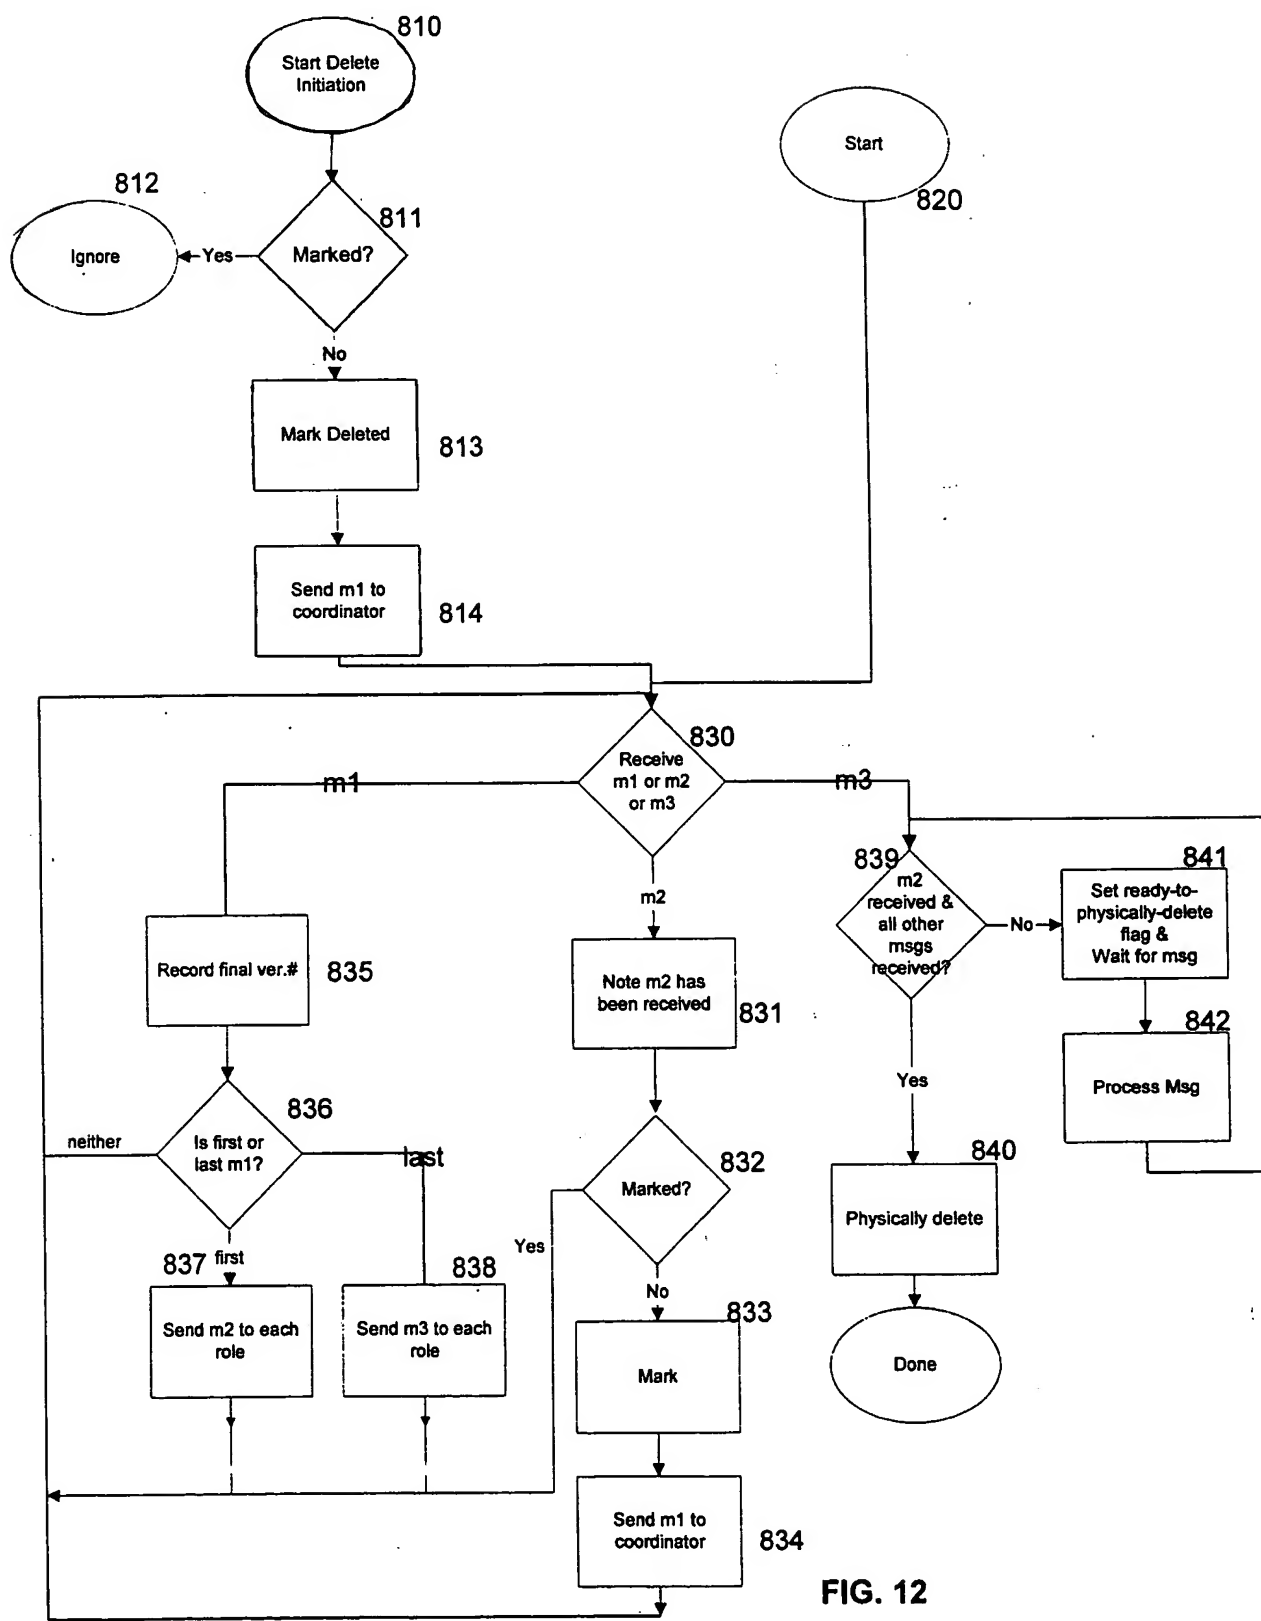 810
Start Delete
Initiation
Start
820
812
811
Ignore
Yes
Marked?
No
Mark Deleted
813
Send m1 to
coordinator
814
830
Receive
m1 or m2
or m3
m1
m3
m2
839
m2
received &
all other
msgs
received?
No
841
Set ready-to-
physically-delete
flag &
Wait for msg
Record final ver.#
835
Note m2 has
been received
831
842
Process Msg
Yes
836
Is first or
last m1?
neither
last
832
Marked?
840
Physically delete
Yes
837
first
838
No
833
Send m2 to each
role
Send m3 to each
role
Mark
Done
Send m1 to
coordinator
834
FIG. 12